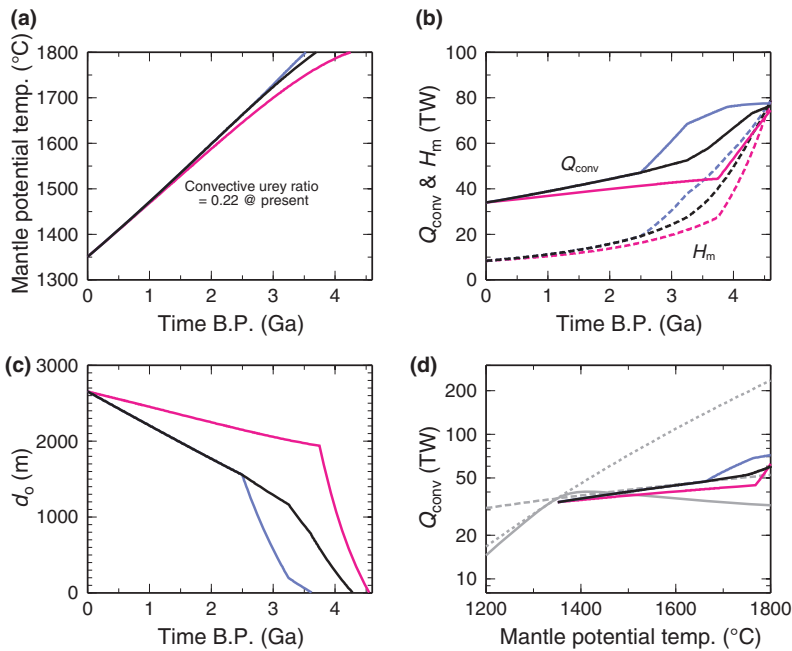 (a)
Mantle potential temp. (°C)
1800
1700
1600
1500
1400
1300
Convective urey ratio
= 0.22 @ present
0 1 2 3 4
Time B.P. (Ga)
(b)
Qconv & Hm (TW)
100
80
60
40
20
0
Qconv
Hm
0 1 2 3 4
Time B.P. (Ga)
(c)
do (m)
3000
2000
1000
0
0 1 2 3 4
Time B.P. (Ga)
(d)
Qconv (TW)
200
100
50
20
10
1200 1400 1600 1800
Mantle potential temp. (°C)